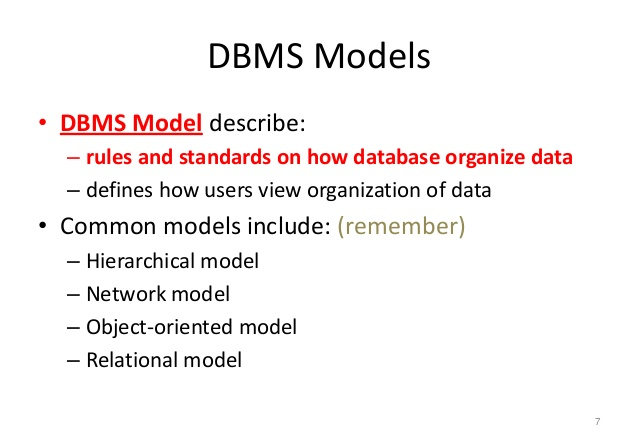 DBMS Models
• DBMS Model describe:
– rules and standards on how database organize data
– defines how users view organization of data
• Common models include: (remember)
– Hierarchical model
– Network model
– Object-oriented model
– Relational model
7